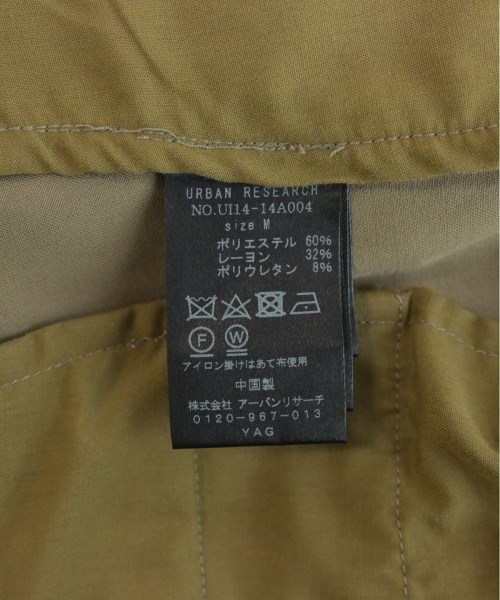 URBAN RESEARCH
NO.UI14-14A004
size M
ポリエステル 60%
レーヨン 32%
ポリウレタン 8%
F W
アイロン掛けはあて布使用
中国製
株式会社 アーバンリサーチ
0120-967-013
YAG